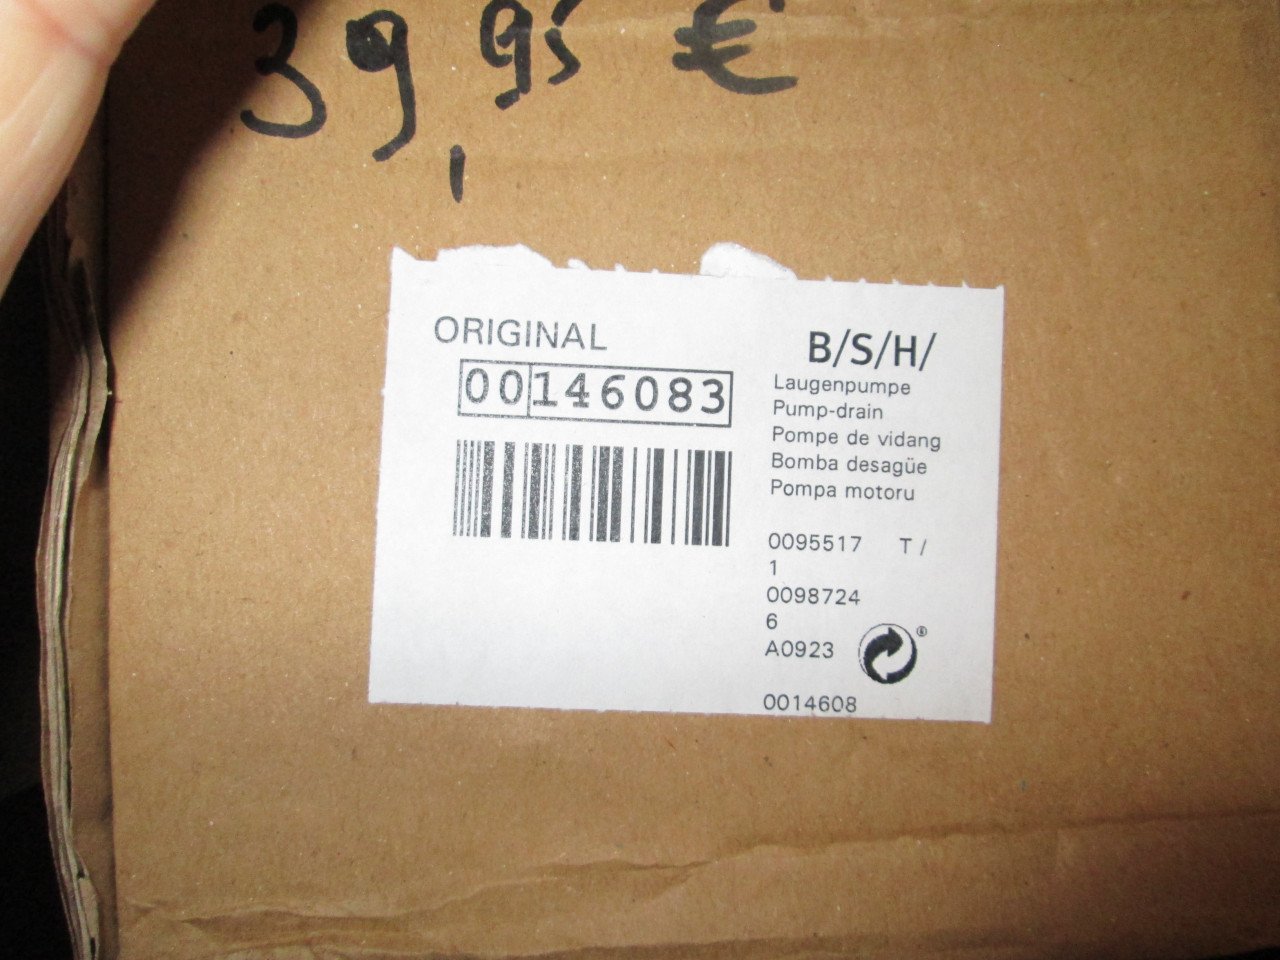 39,95 €
ORIGINAL
00146083
B/S/H/
Laugenpumpe
Pump-drain
Pompe de vidang
Bomba desagüe
Pompa motoru
0095517 T /
1
0098724
6
A0923
0014608